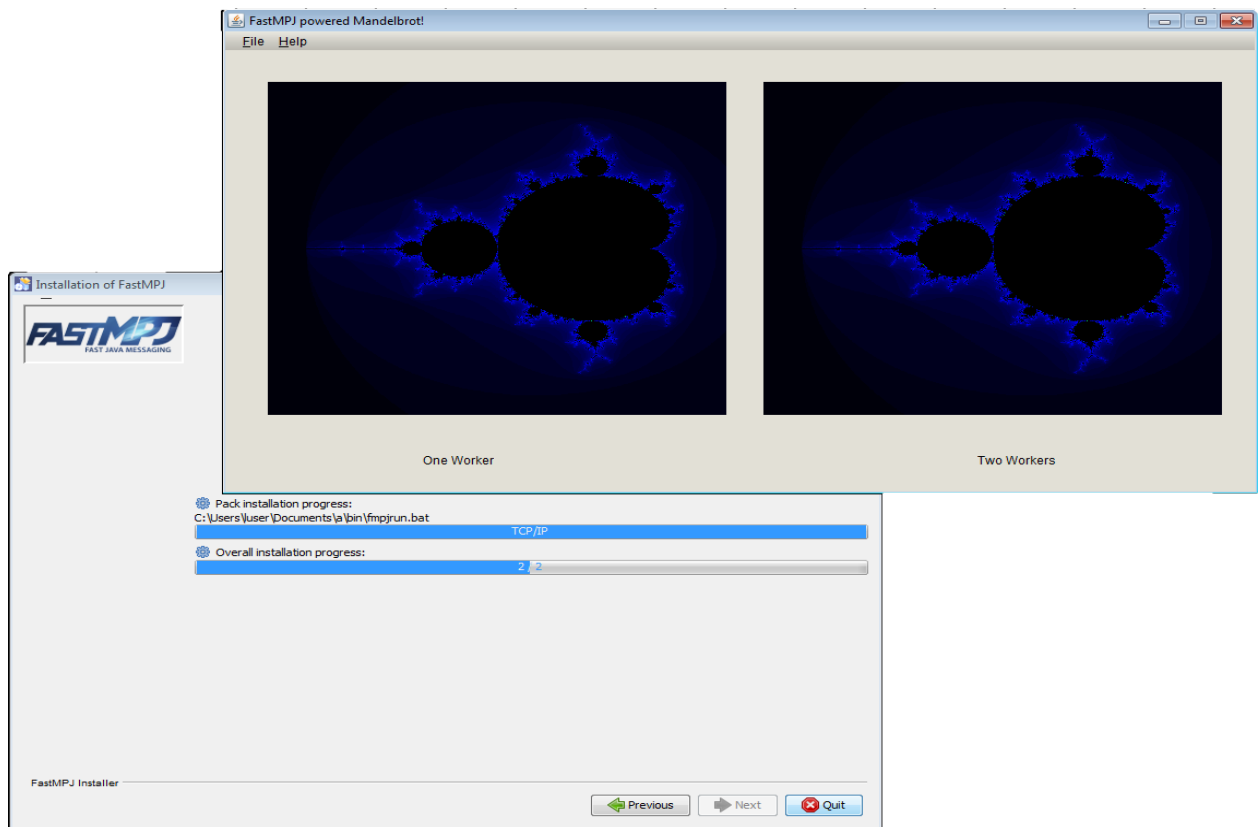 FastMPJ powered Mandelbrot!
File Help
One Worker
Two Workers
Installation of FastMPJ
FASTMPJ
FAST JAVA MESSAGING
Pack installation progress:
C:\Users\luser\Documents\a\bin\fmpjrun.bat
TCP/IP
Overall installation progress:
2 / 2
FastMPJ Installer
Previous
Next
Quit